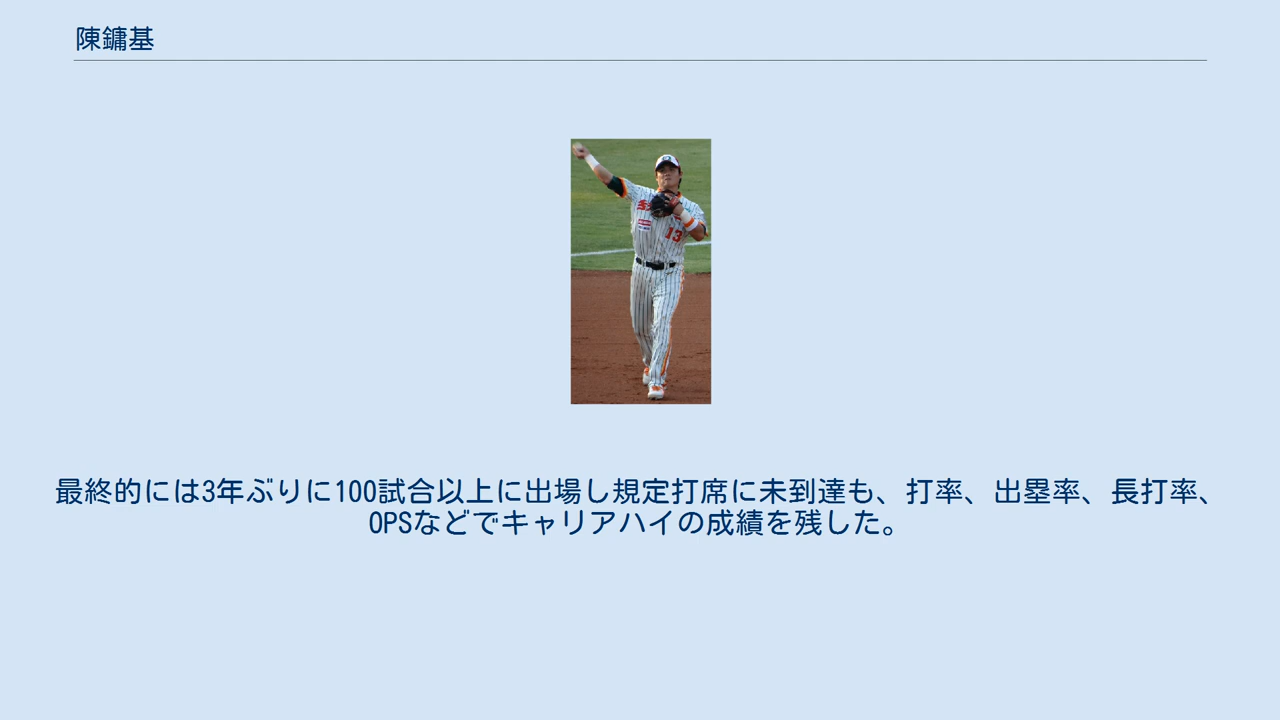 陳鏞基
13
最終的には3年ぶりに100試合以上に出場し規定打席に未到達も、打率、出塁率、長打率、
OPSなどでキャリアハイの成績を残した。